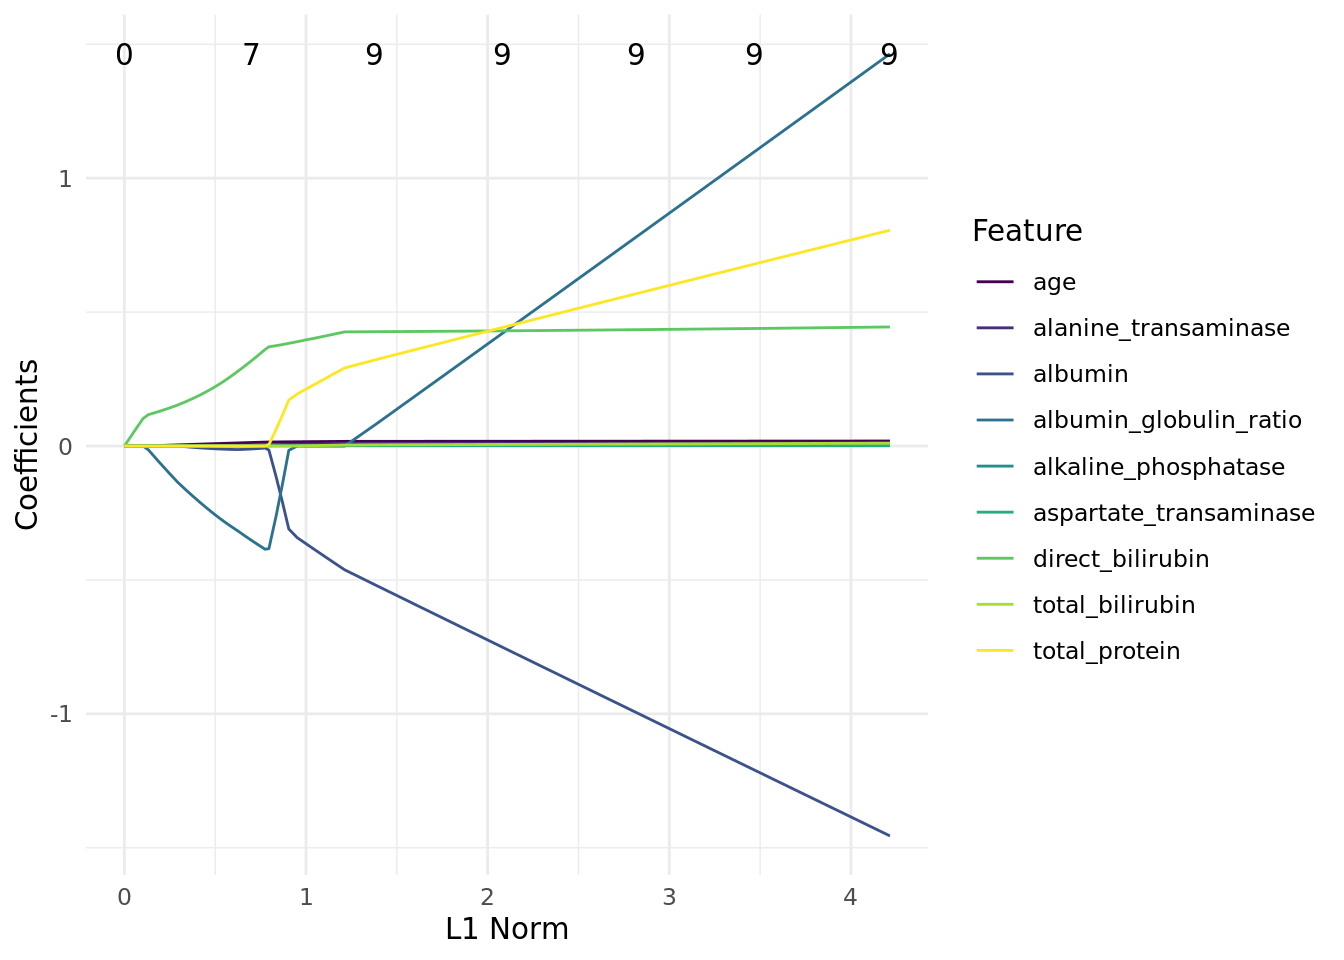 0 7 9 9 9 9 9
1
0
-1
Coefficients
0 1 2 3 4
L1 Norm
Feature
age
alanine_transaminase
albumin
albumin_globulin_ratio
alkaline_phosphatase
aspartate_transaminase
direct_bilirubin
total_bilirubin
total_protein